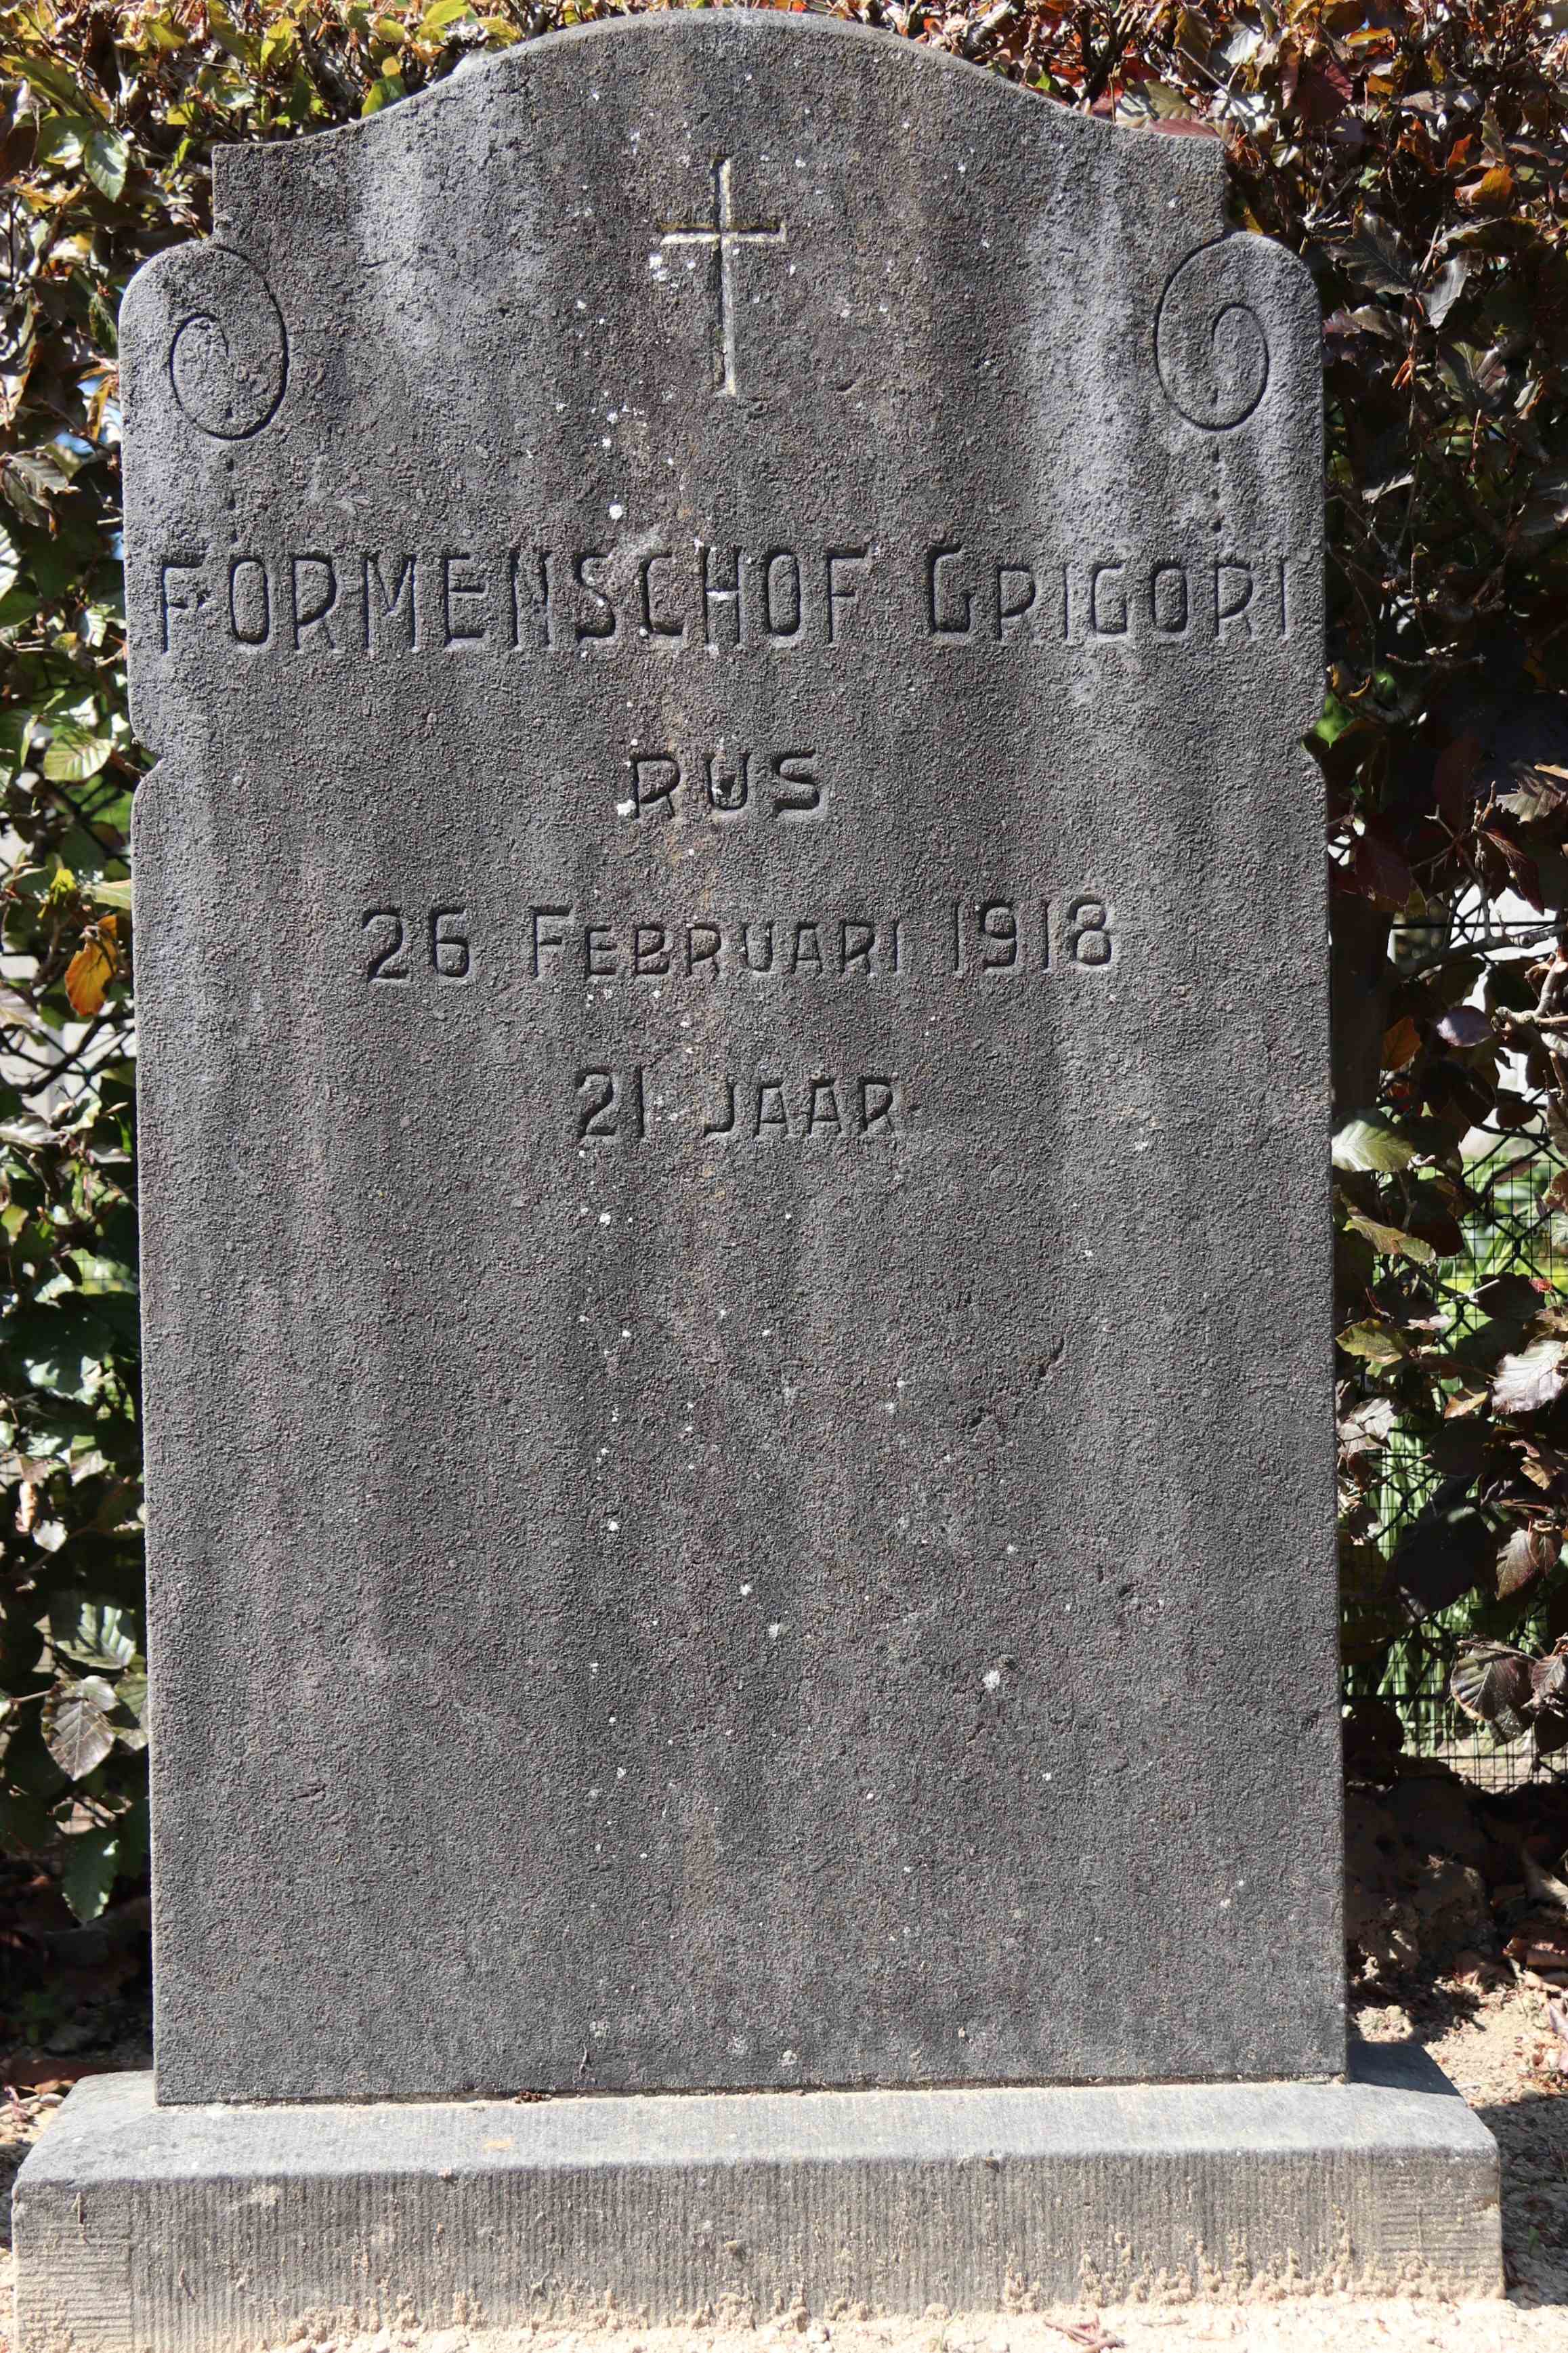 FORMENSCHOF GRIGORI
RUS
26 FEBRUARI 1918
21 JAAR